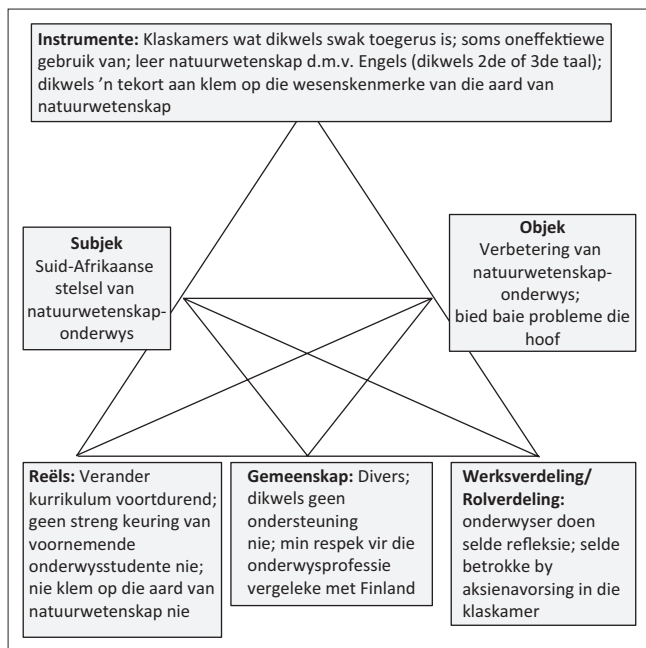 Instrumente: Klaskamers wat dikwels swak toegerus is; soms oneffektiewe
gebruik van; leer natuurwetenskap d.m.v. Engels (dikwels 2de of 3de taal);
dikwels 'n tekort aan klem op die wesenskenmerke van die aard van
natuurwetenskap
Subjek
Suid-Afrikaanse
stelsel van
natuurwetenskap-
onderwys
Objek
Verbetering van
natuurwetenskap-
onderwys;
bied baie probleme die
hoof
Reëls: Verander
kurrikulum voortdurend;
geen streng keuring van
voornemende
onderwysstudente nie;
nie klem op die aard van
natuurwetenskap nie
Gemeenskap: Divers;
dikwels geen
ondersteuning
nie; min respek vir die
onderwysprofessie
vergeleke met Finland
Werksverdeling/
Rolverdeling:
onderwyser doen
selde refleksie; selde
betrokke by
aksienavorsing in die
klaskamer